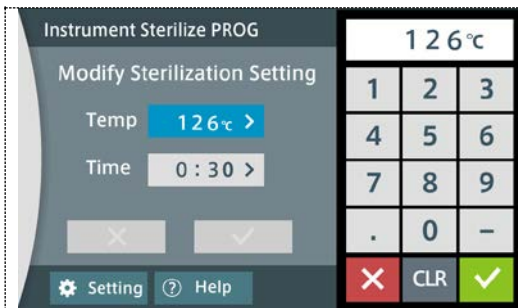 Instrument Sterilize PROG
Modify Sterilization Setting
Temp 126℃ >
Time 0:30 >
Setting ? Help
126℃
1 2 3
4 5 6
7 8 9
. 0 -
CLR